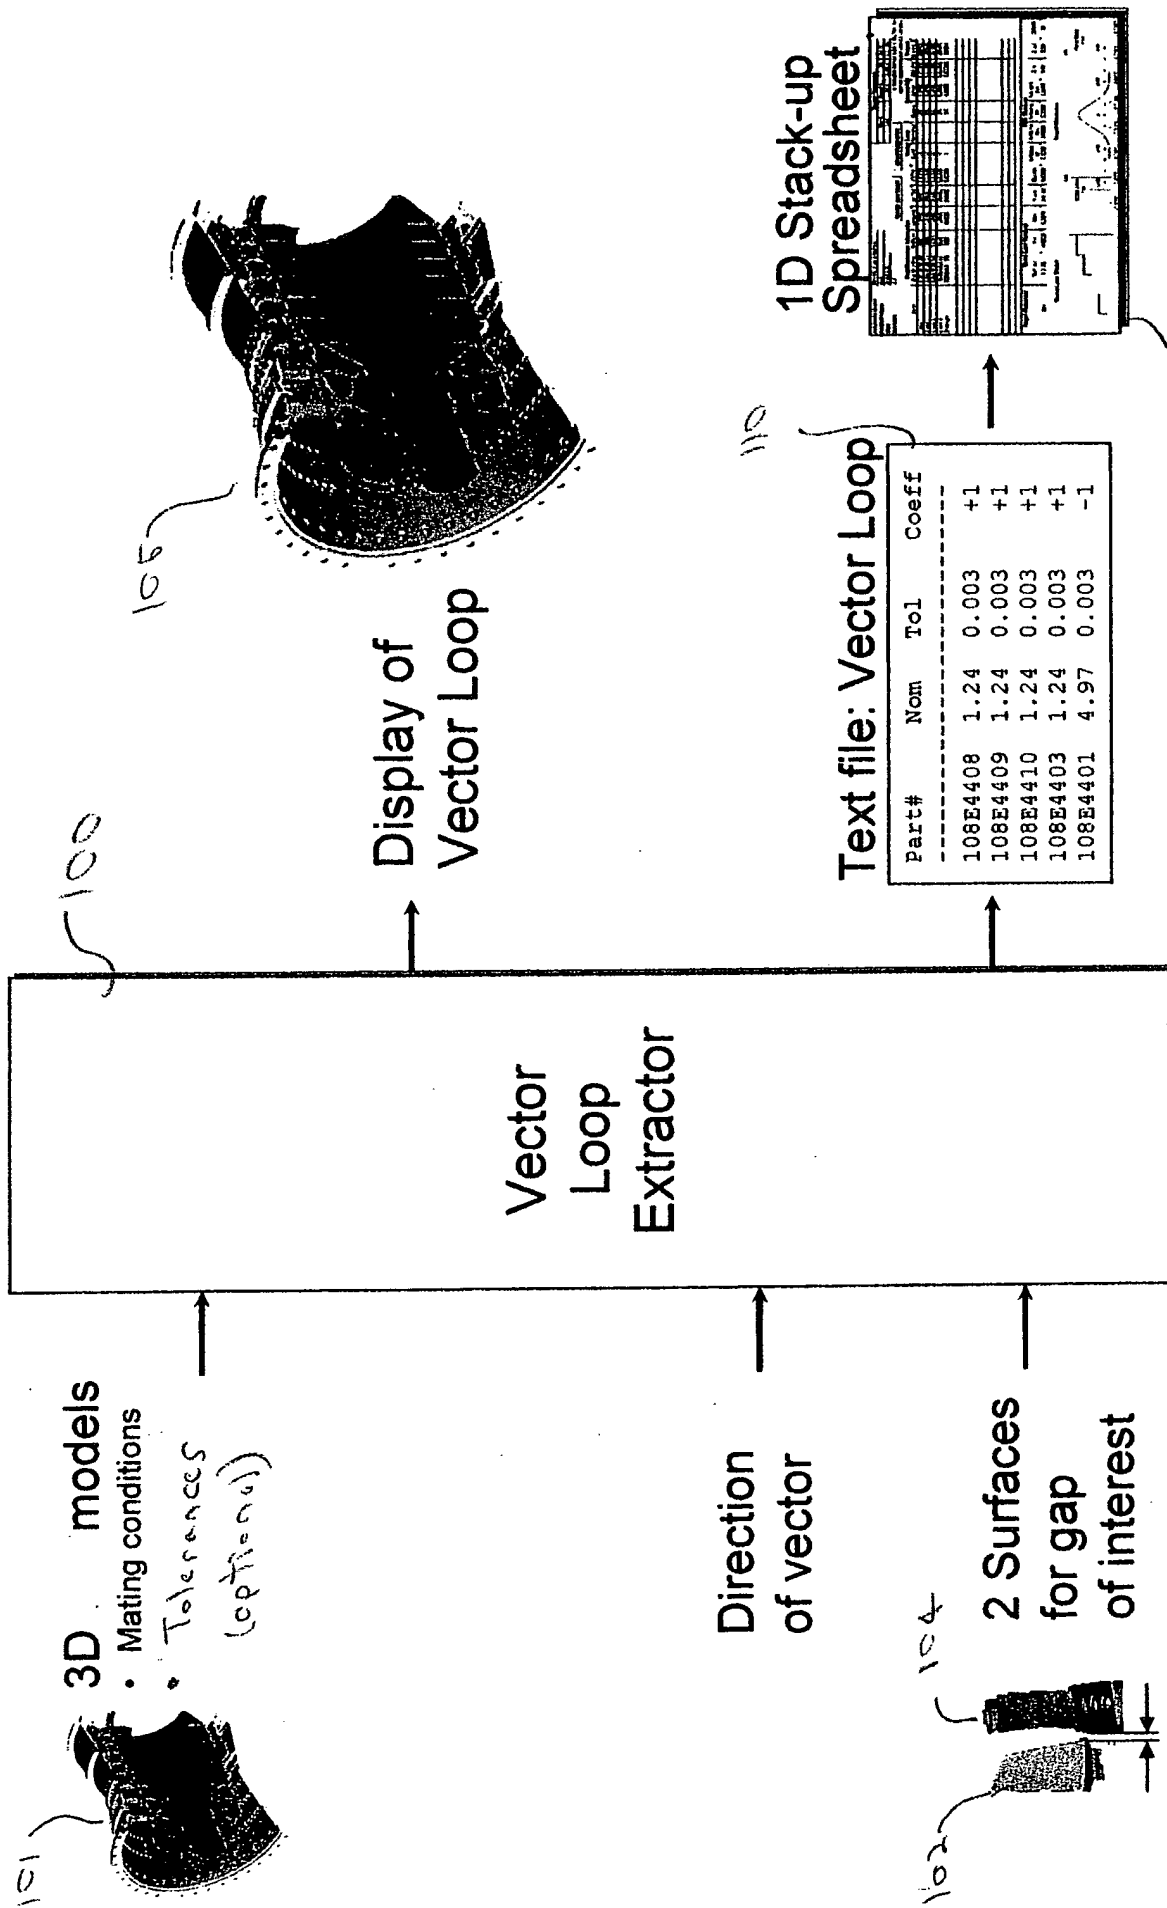 101
3D models
• Mating conditions
• Tolerances
(optional)
Direction
of vector
102
104
2 Surfaces
for gap
of interest
100
Vector
Loop
Extractor
106
Display of
Vector Loop
Text file: Vector Loop
110
Part# Nom Tol Coeff
--------------------------------
108E4408 1.24 0.003 +1
108E4409 1.24 0.003 +1
108E4410 1.24 0.003 +1
108E4403 1.24 0.003 +1
108E4401 4.97 0.003 -1
1D Stack-up
Spreadsheet